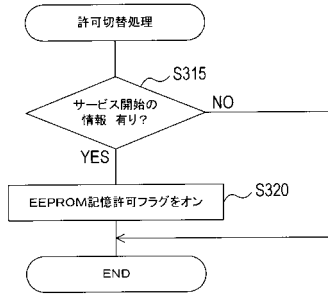 許可切替処理
S315
サービス開始の
情報 有り?
NO
YES
S320
EEPROM記憶許可フラグをオン
END